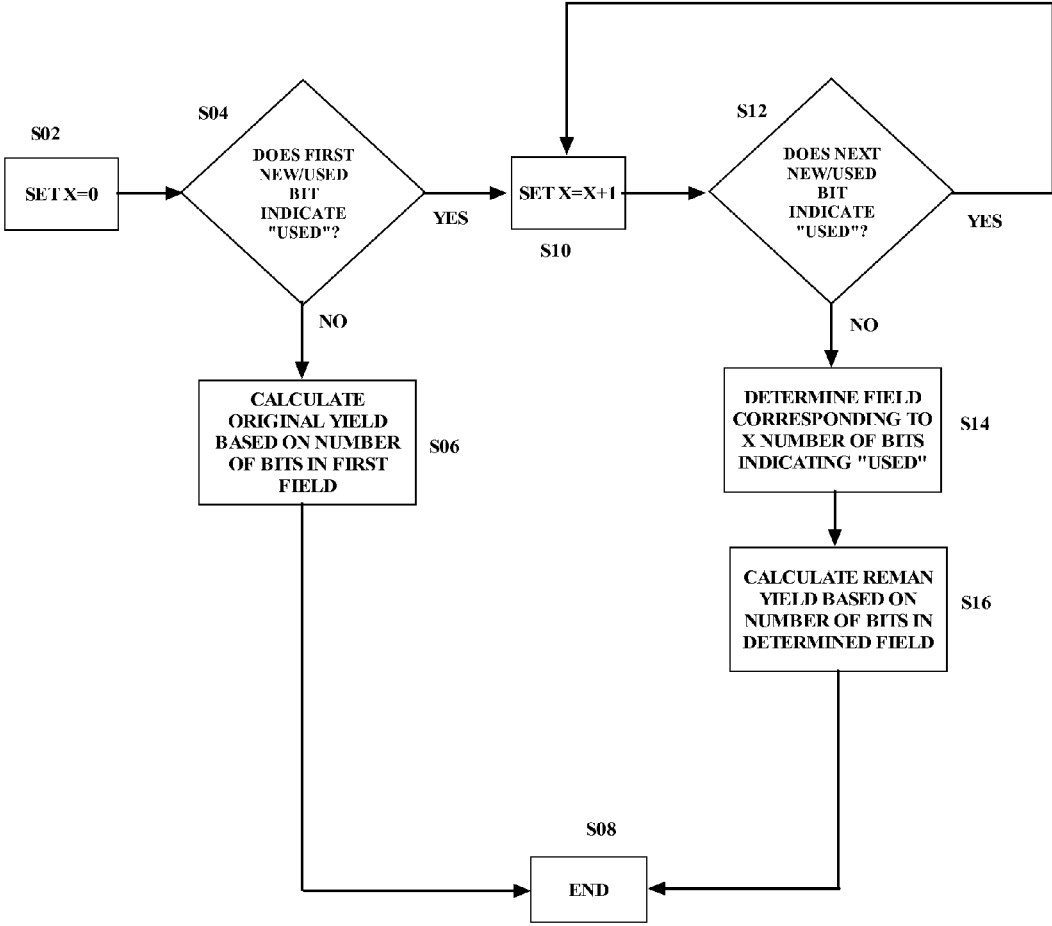 S02
SET X=0
S04
DOES FIRST
NEW/USED
BIT
INDICATE
"USED"?
YES
NO
CALCULATE
ORIGINAL YIELD
BASED ON NUMBER
OF BITS IN FIRST
FIELD
S06
SET X=X+1
S10
S12
DOES NEXT
NEW/USED
BIT
INDICATE
"USED"?
YES
NO
DETERMINE FIELD
CORRESPONDING TO
X NUMBER OF BITS
INDICATING "USED"
S14
CALCULATE REMAN
YIELD BASED ON
NUMBER OF BITS IN
DETERMINED FIELD
S16
S08
END